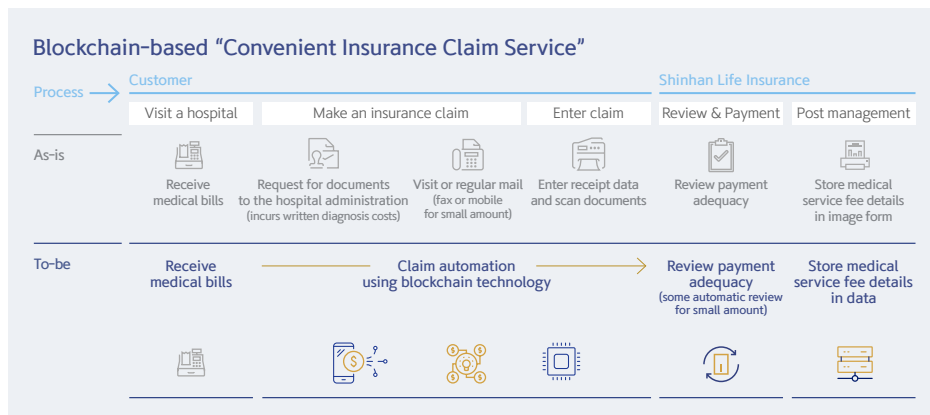 Blockchain-based “Convenient Insurance Claim Service”
Process
Customer
Shinhan Life Insurance
Visit a hospital
Make an insurance claim
Enter claim
Review & Payment
Post management
As-is
Receive
medical bills
Request for documents
to the hospital administration
(incurs written diagnosis costs)
Visit or regular mail
(fax or mobile
for small amount)
Enter receipt data
and scan documents
Review payment
adequacy
Store medical
service fee details
in image form
To-be
Receive
medical bills
Claim automation
using blockchain technology
Review payment
adequacy
(some automatic review
for small amount)
Store medical
service fee details
in data